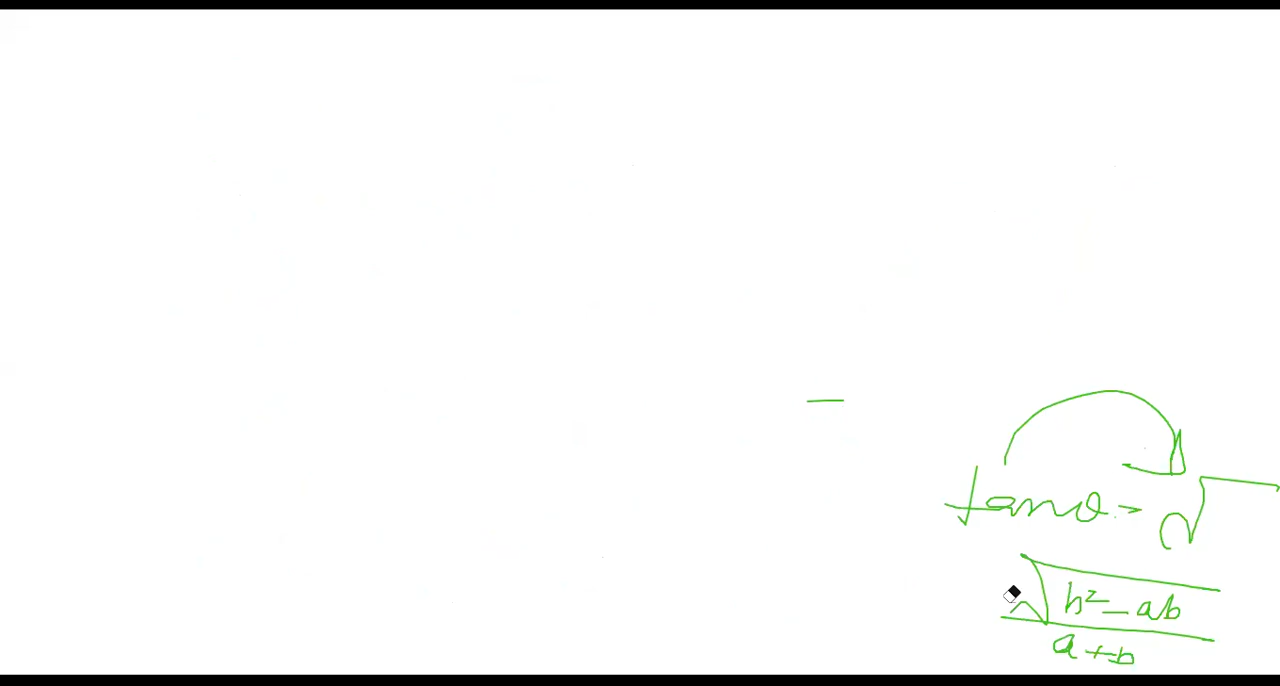 tanθ = √
√(h² - ab) / (a + b)